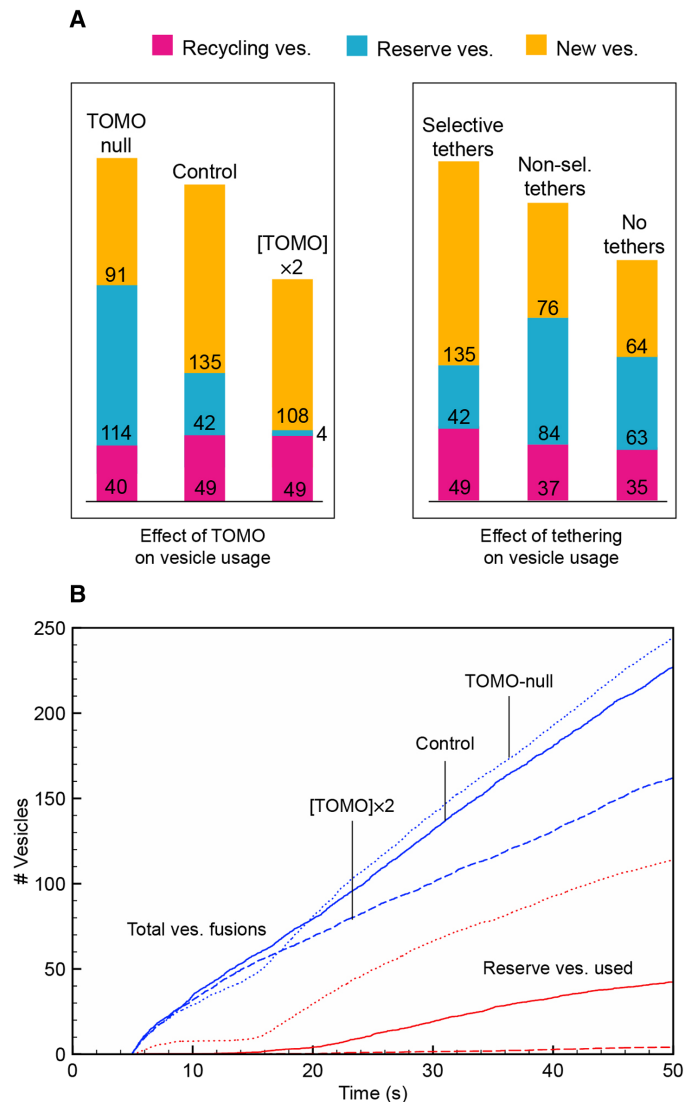 A
Recycling ves. Reserve ves. New ves.
TOMO
null
Control
[TOMO]
×2
91
114
40
135
42
49
108
4
49
Effect of TOMO
on vesicle usage
Selective
tethers
Non-sel.
tethers
No
tethers
135
42
49
76
84
37
64
63
35
Effect of tethering
on vesicle usage
B
250
200
150
100
50
0
# Vesicles
TOMO-null
Control
[TOMO]×2
Total ves. fusions
Reserve ves. used
0 10 20 30 40 50
Time (s)